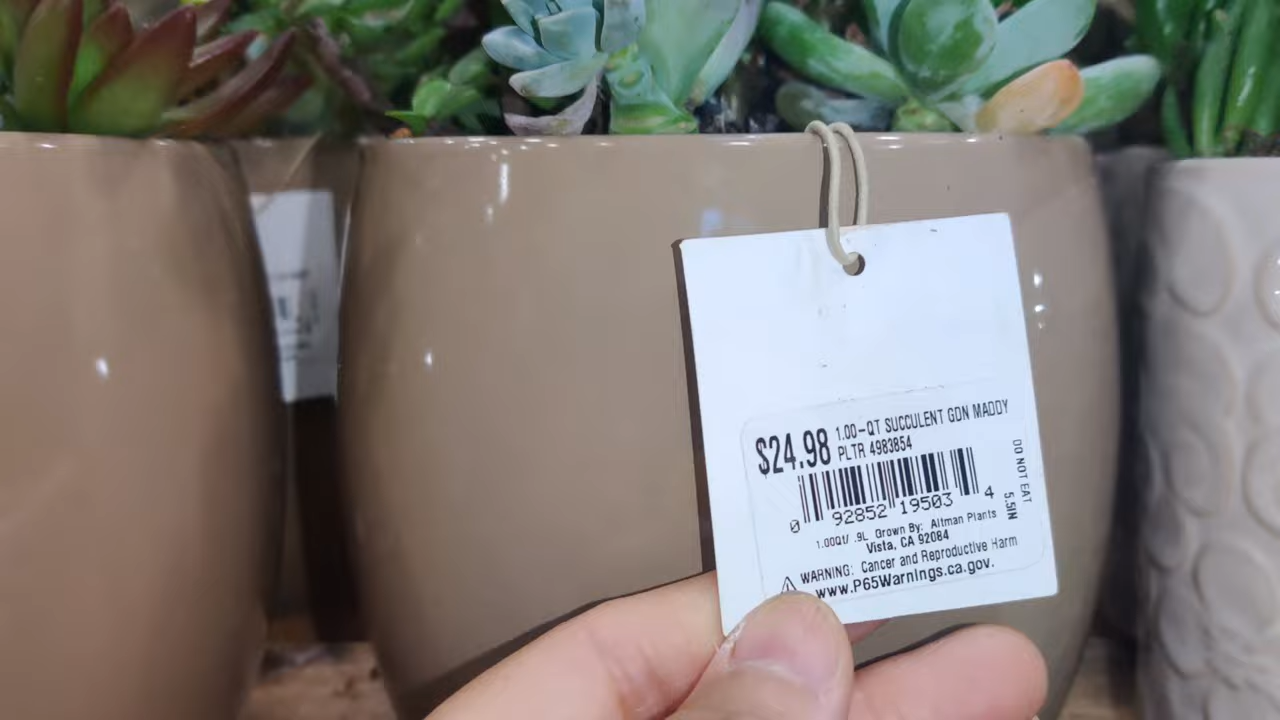 $24.98 1.00-QT SUCCULENT GDN MADDY
PLTR 4983854
0 92852 19503 4
DO NOT EAT
5.5IN
1.00Qt/ .9L Grown By: Altman Plants
Vista, CA 92084
WARNING: Cancer and Reproductive Harm
www.P65Warnings.ca.gov.